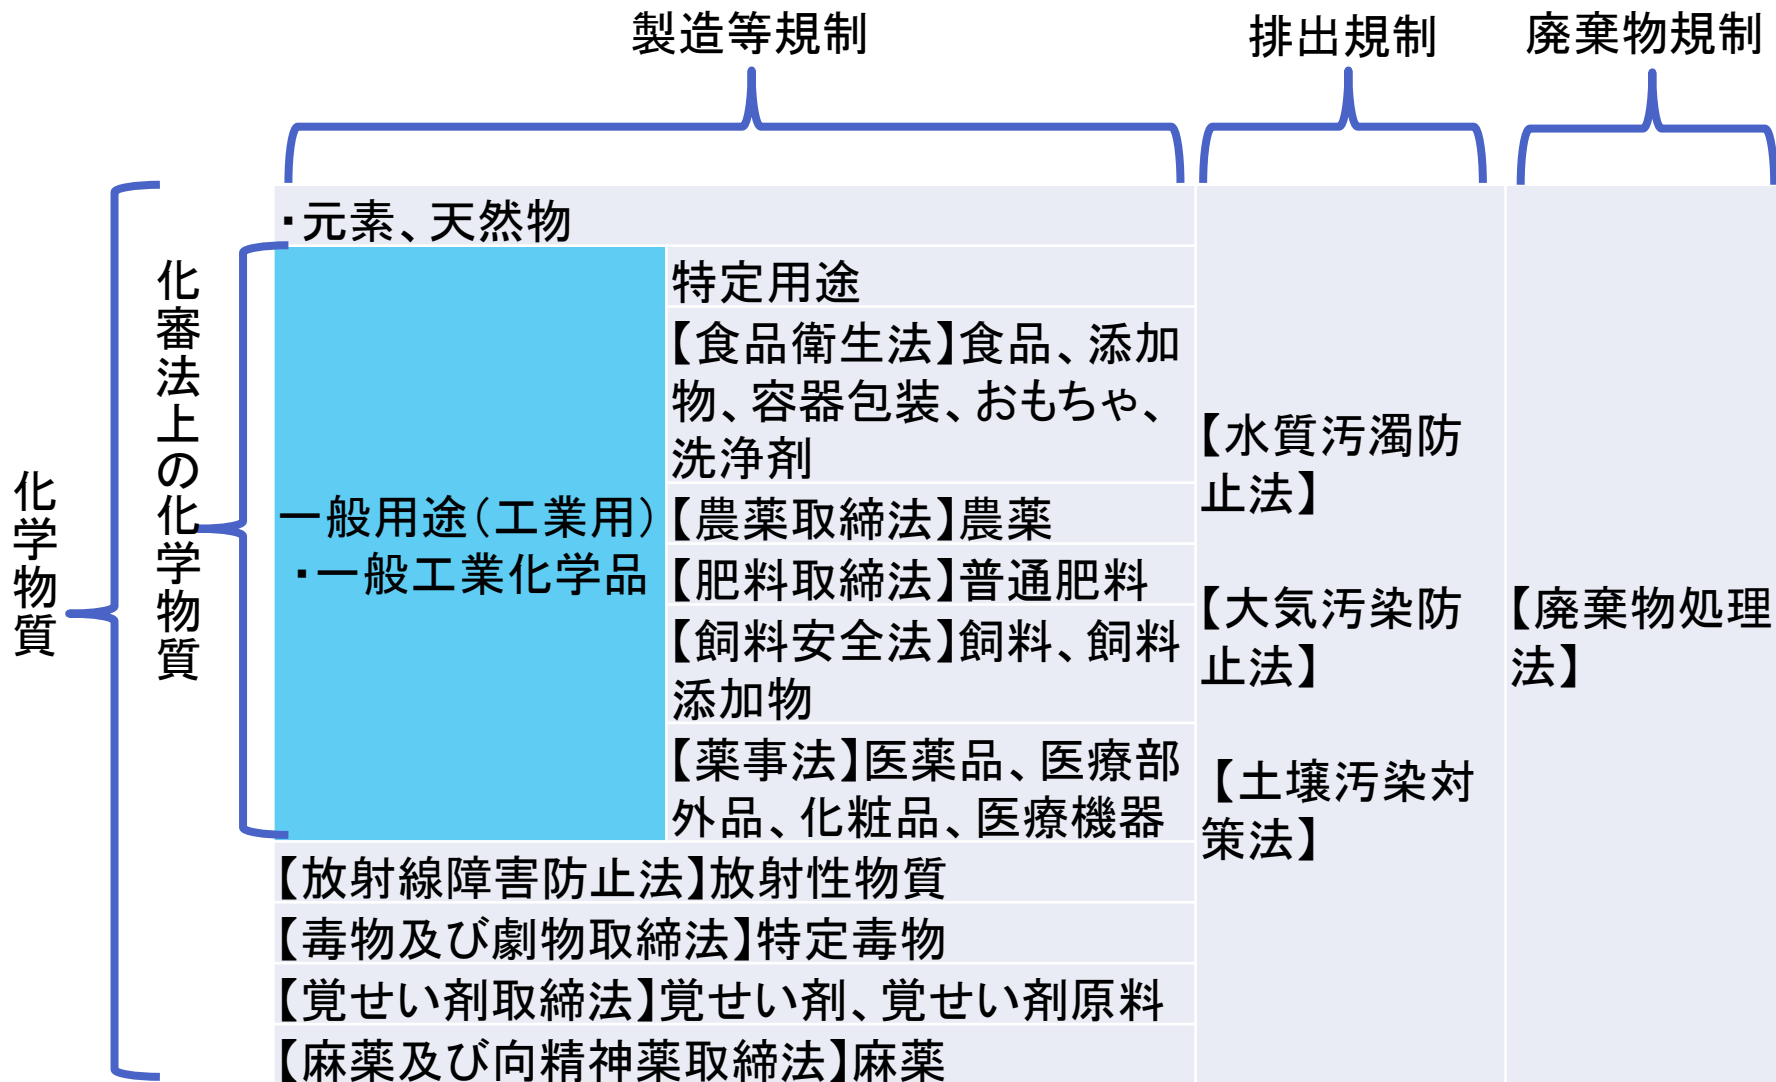 製造等規制
排出規制
廃棄物規制
化学物質
化審法上の化学物質
・元素、天然物
一般用途（工業用）
・一般工業化学品
特定用途
【食品衛生法】食品、添加
物、容器包装、おもちゃ、
洗浄剤
【農薬取締法】農薬
【肥料取締法】普通肥料
【飼料安全法】飼料、飼料
添加物
【薬事法】医薬品、医療部
外品、化粧品、医療機器
【放射線障害防止法】放射性物質
【毒物及び劇物取締法】特定毒物
【覚せい剤取締法】覚せい剤、覚せい剤原料
【麻薬及び向精神薬取締法】麻薬
【水質汚濁防
止法】
【大気汚染防
止法】
【土壌汚染対
策法】
【廃棄物処理
法】